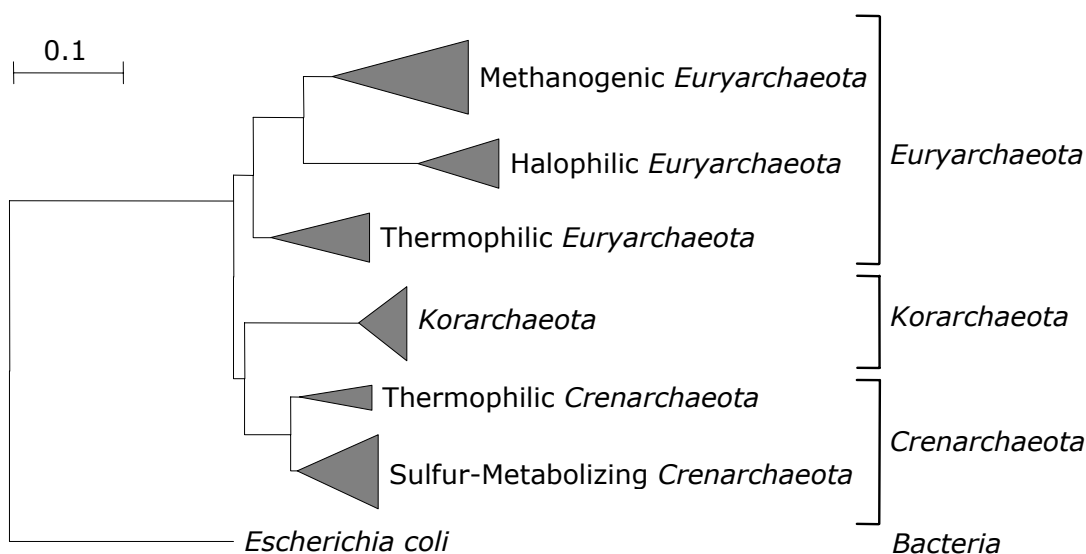 0.1
Methanogenic Euryarchaeota
Halophilic Euryarchaeota
Euryarchaeota
Thermophilic Euryarchaeota
Korarchaeota
Korarchaeota
Thermophilic Crenarchaeota
Crenarchaeota
Sulfur-Metabolizing Crenarchaeota
Escherichia coli
Bacteria